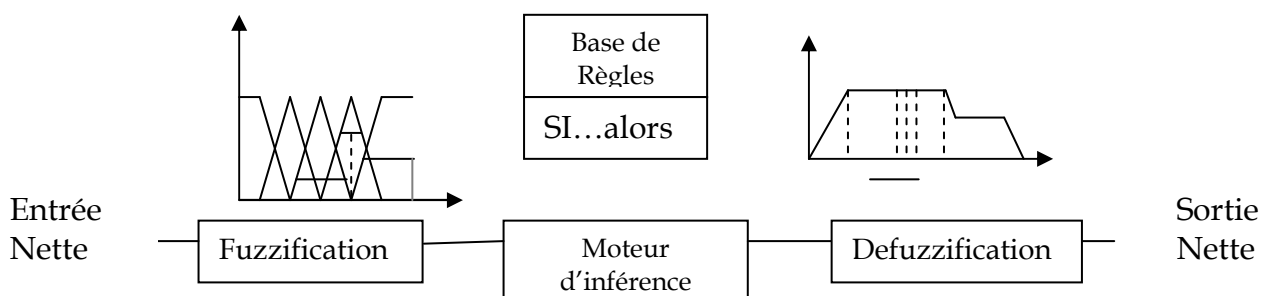 Base de
Règles
SI…alors
Entrée
Nette
Fuzzification
Moteur
d'inférence
Defuzzification
Sortie
Nette